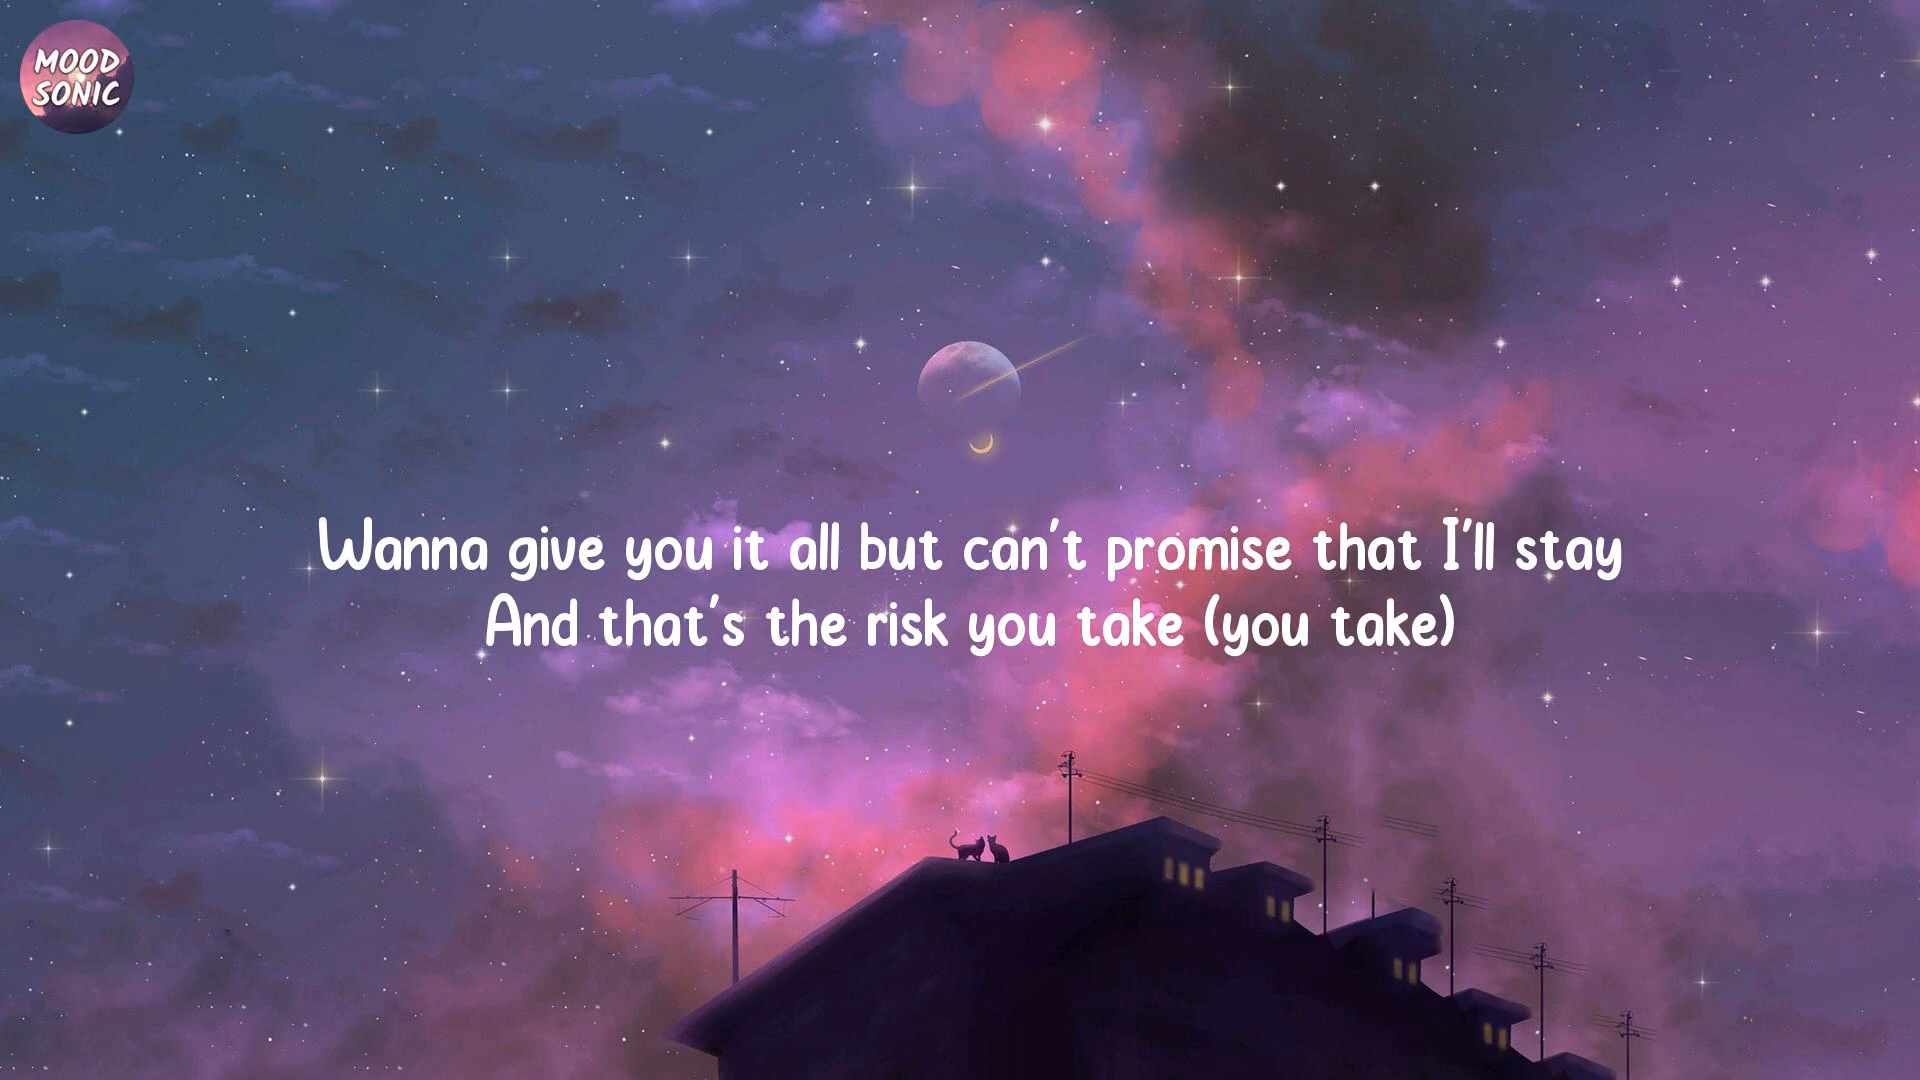 MOOD
SONIC
Wanna give you it all but can't promise that I'll stay
And that's the risk you take (you take)